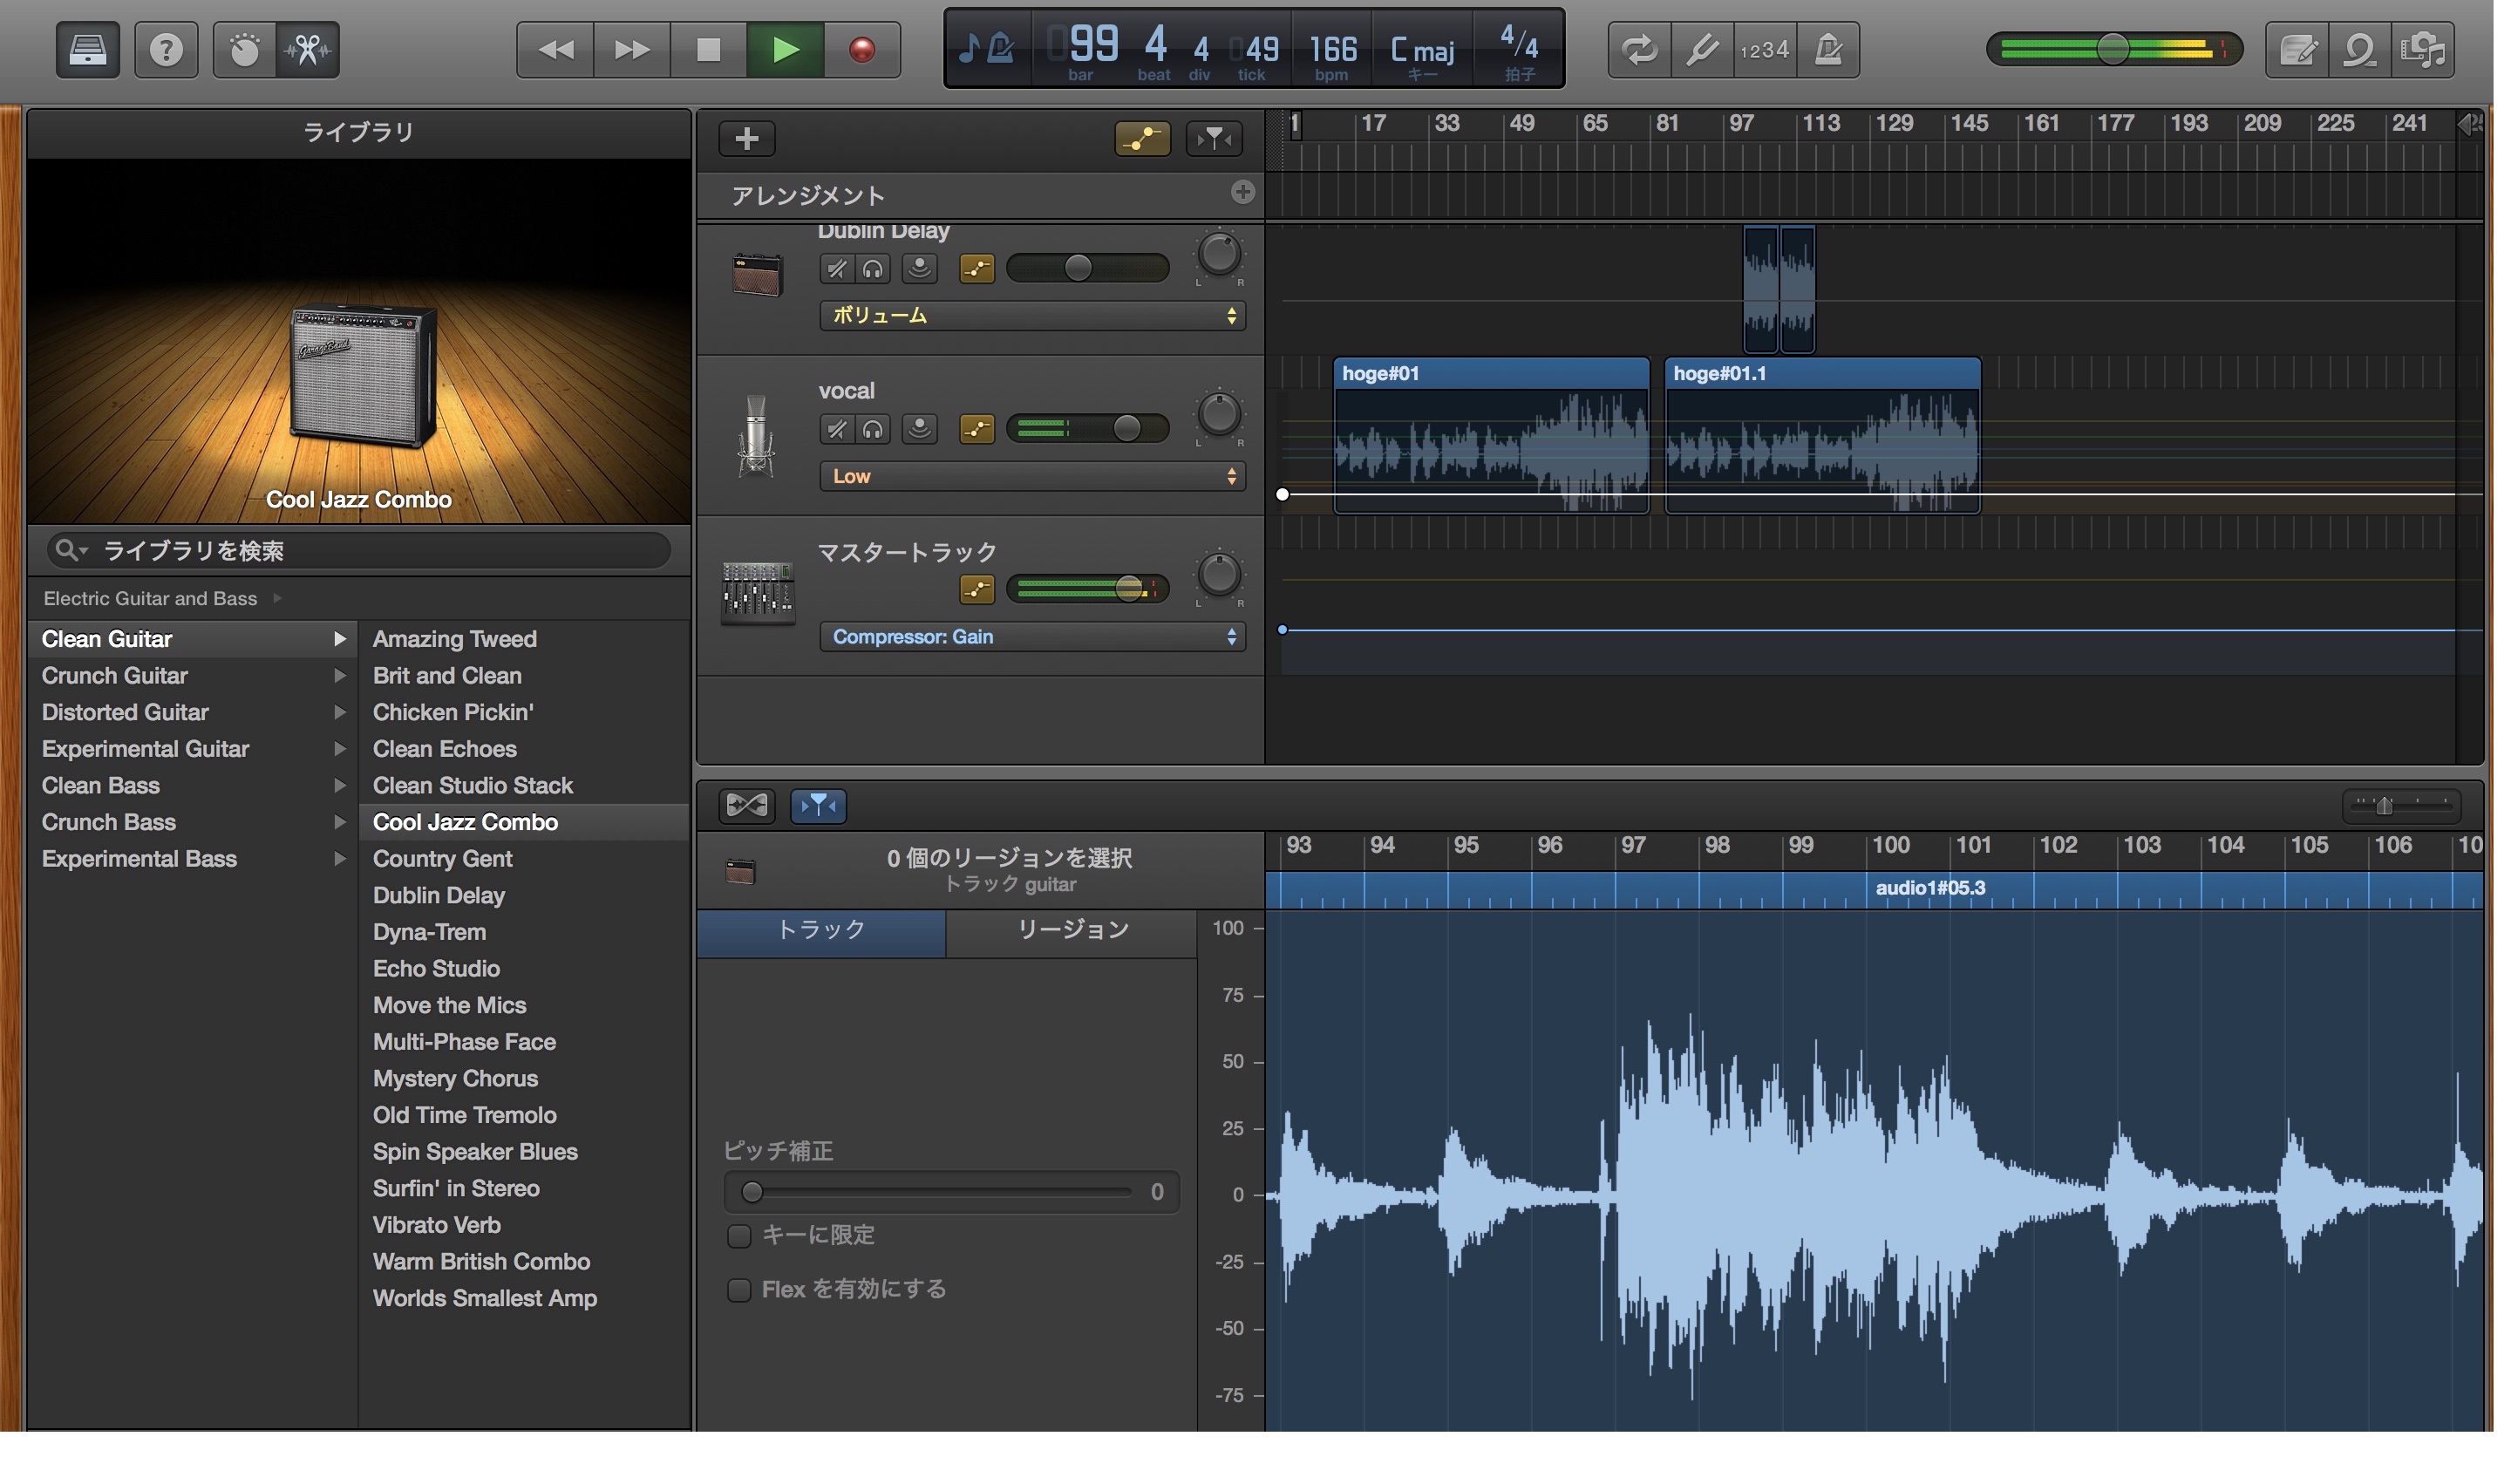 099 4 4 049 166 C maj 4/4
bar beat div tick bpm キー 拍子
1234
ライブラリ
GarageBand
Cool Jazz Combo
ライブラリを検索
Electric Guitar and Bass
Clean Guitar
Crunch Guitar
Distorted Guitar
Experimental Guitar
Clean Bass
Crunch Bass
Experimental Bass
Amazing Tweed
Brit and Clean
Chicken Pickin'
Clean Echoes
Clean Studio Stack
Cool Jazz Combo
Country Gent
Dublin Delay
Dyna-Trem
Echo Studio
Move the Mics
Multi-Phase Face
Mystery Chorus
Old Time Tremolo
Spin Speaker Blues
Surfin' in Stereo
Vibrato Verb
Warm British Combo
Worlds Smallest Amp
1 17 33 49 65 81 97 113 129 145 161 177 193 209 225 241
アレンジメント
Dublin Delay
L R
ボリューム
vocal
L R
Low
hoge#01 hoge#01.1
マスタートラック
L R
Compressor: Gain
0 個のリージョンを選択
トラック guitar
トラック リージョン
ピッチ補正
0
キーに限定
Flex を有効にする
93 94 95 96 97 98 99 100 101 102 103 104 105 106 10
audio1#05.3
100
75
50
25
0
-25
-50
-75